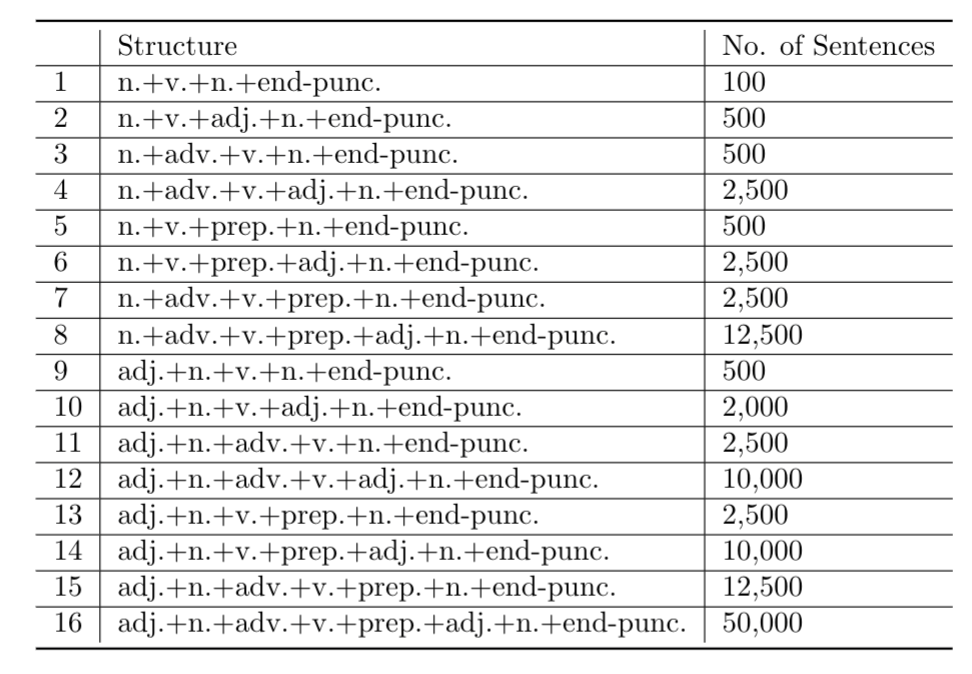 Structure No. of Sentences
1 n.+v.+n.+end-punc. 100
2 n.+v.+adj.+n.+end-punc. 500
3 n.+adv.+v.+n.+end-punc. 500
4 n.+adv.+v.+adj.+n.+end-punc. 2,500
5 n.+v.+prep.+n.+end-punc. 500
6 n.+v.+prep.+adj.+n.+end-punc. 2,500
7 n.+adv.+v.+prep.+n.+end-punc. 2,500
8 n.+adv.+v.+prep.+adj.+n.+end-punc. 12,500
9 adj.+n.+v.+n.+end-punc. 500
10 adj.+n.+v.+adj.+n.+end-punc. 2,000
11 adj.+n.+adv.+v.+n.+end-punc. 2,500
12 adj.+n.+adv.+v.+adj.+n.+end-punc. 10,000
13 adj.+n.+v.+prep.+n.+end-punc. 2,500
14 adj.+n.+v.+prep.+adj.+n.+end-punc. 10,000
15 adj.+n.+adv.+v.+prep.+n.+end-punc. 12,500
16 adj.+n.+adv.+v.+prep.+adj.+n.+end-punc. 50,000